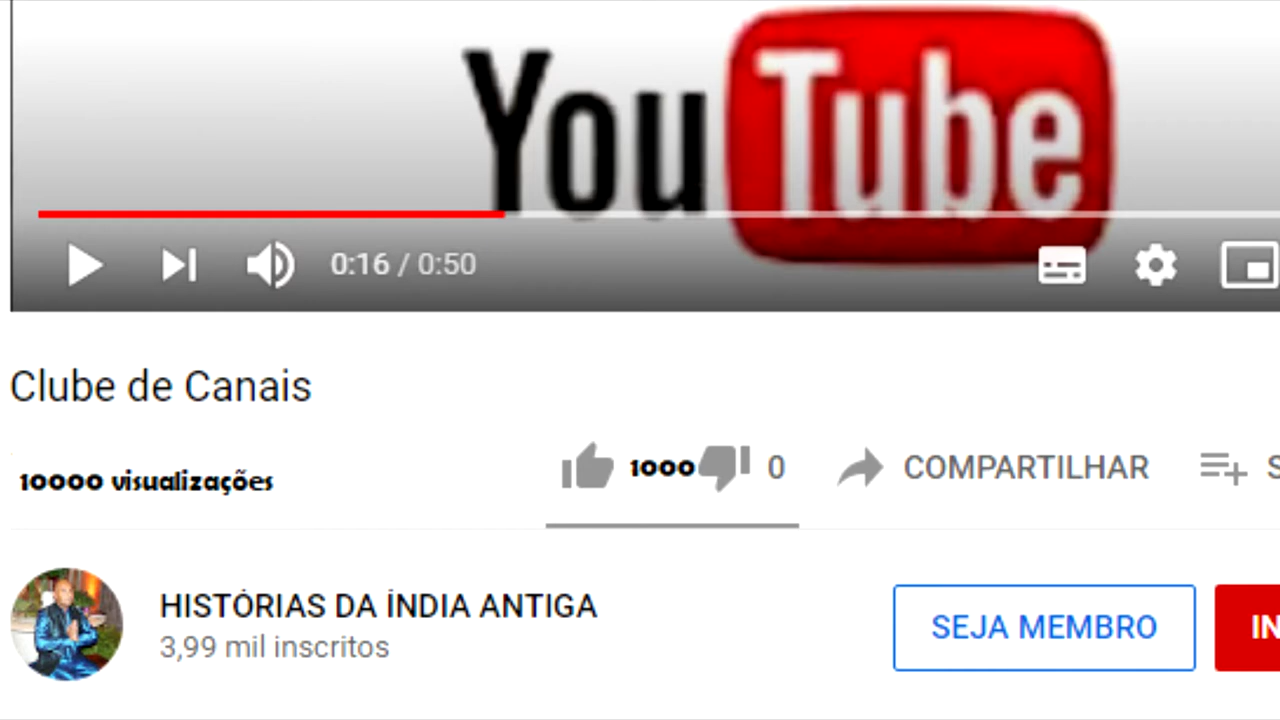 YouTube
0:16 / 0:50
Clube de Canais
10000 visualizações
1000
0
COMPARTILHAR
HISTÓRIAS DA ÍNDIA ANTIGA
3,99 mil inscritos
SEJA MEMBRO